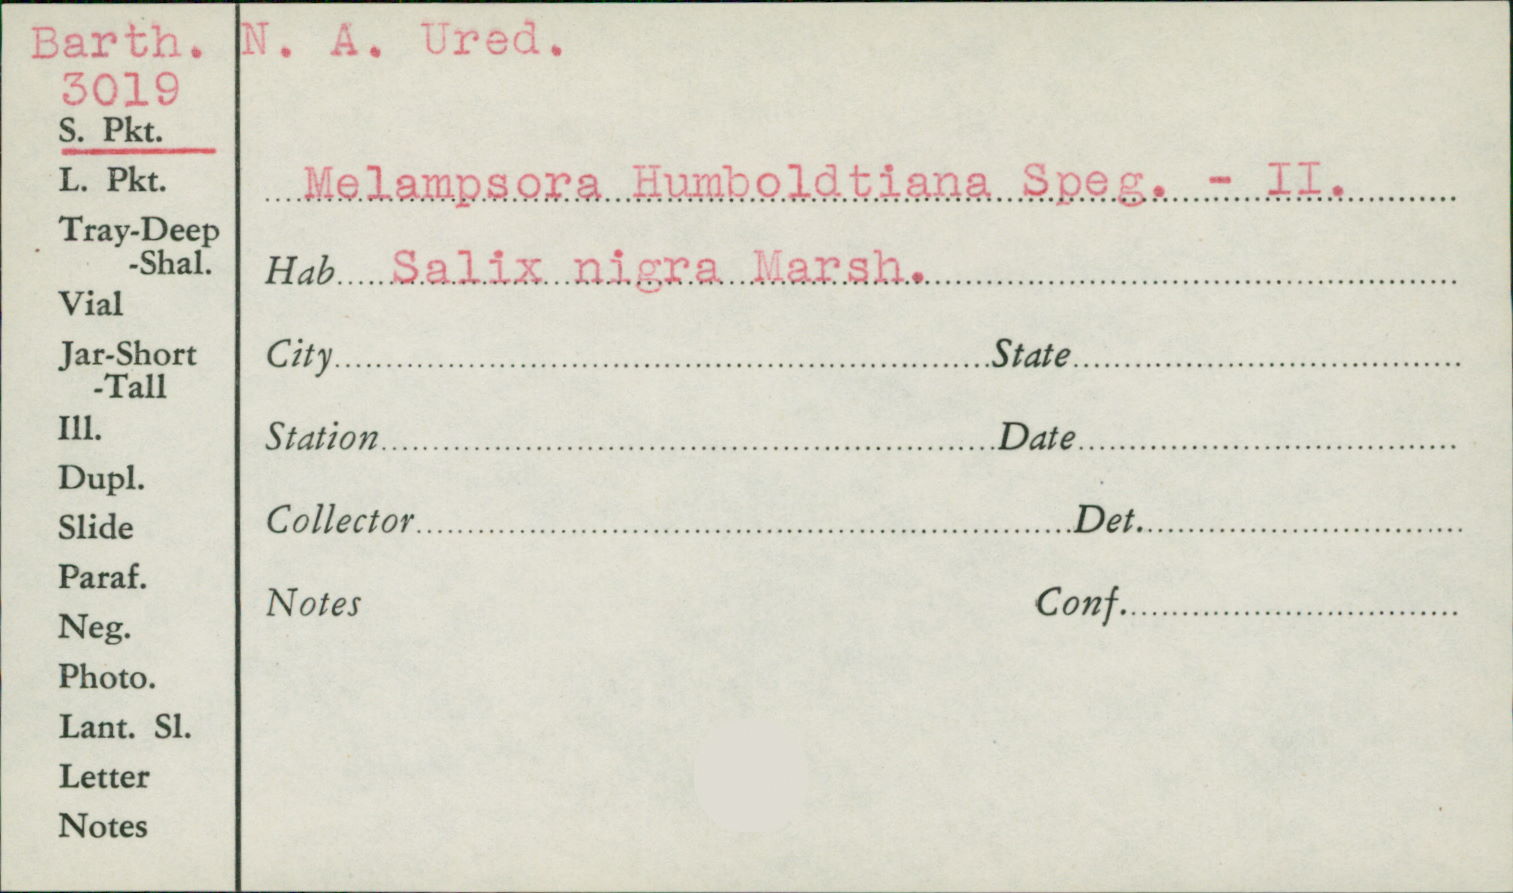 Barth. N. A. Ured.
3019
S. Pkt.
L. Pkt.
Tray-Deep
-Shal.
Vial
Jar-Short
-Tall
Ill.
Dupl.
Slide
Paraf.
Neg.
Photo.
Lant. Sl.
Letter
Notes
Melampsora Humboldtiana Speg. - II.
Hab Salix nigra Marsh.
City State
Station Date
Collector Det.
Notes Conf.